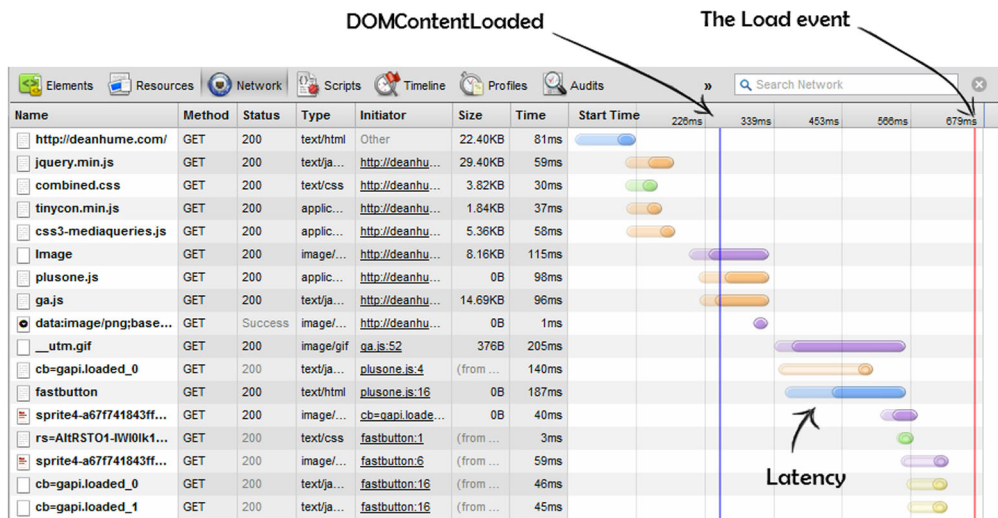 DOMContentLoaded
The Load event
Elements Resources Network Scripts Timeline Profiles Audits » Search Network
Name Method Status Type Initiator Size Time Start Time 226ms 339ms 453ms 566ms 679ms
http://deanhume.com/ GET 200 text/html Other 22.40KB 81ms
jquery.min.js GET 200 text/ja... http://deanhu... 29.40KB 59ms
combined.css GET 200 text/css http://deanhu... 3.82KB 30ms
tinycon.min.js GET 200 applic... http://deanhu... 1.84KB 37ms
css3-mediaqueries.js GET 200 applic... http://deanhu... 5.36KB 58ms
Image GET 200 image/... http://deanhu... 8.16KB 115ms
plusone.js GET 200 applic... http://deanhu... 0B 98ms
ga.js GET 200 text/ja... http://deanhu... 14.69KB 96ms
data:image/png;base... GET Success image/... http://deanhu... 0B 1ms
__utm.gif GET 200 image/gif ga.js:52 376B 205ms
cb=gapi.loaded_0 GET 200 text/ja... plusone.js:4 (from ... 140ms
fastbutton GET 200 text/html plusone.js:16 0B 187ms
sprite4-a67f741843ff... GET 200 image/... cb=gapi.loade... 0B 40ms
GET 200 text/css fastbutton:1 (from ... 3ms
sprite4-a67f741843ff... GET 200 image/... fastbutton:6 (from ... 59ms
cb=gapi.loaded_0 GET 200 text/ja... fastbutton:16 (from ... 46ms
cb=gapi.loaded_1 GET 200 text/ja... fastbutton:16 (from ... 45ms
Latency